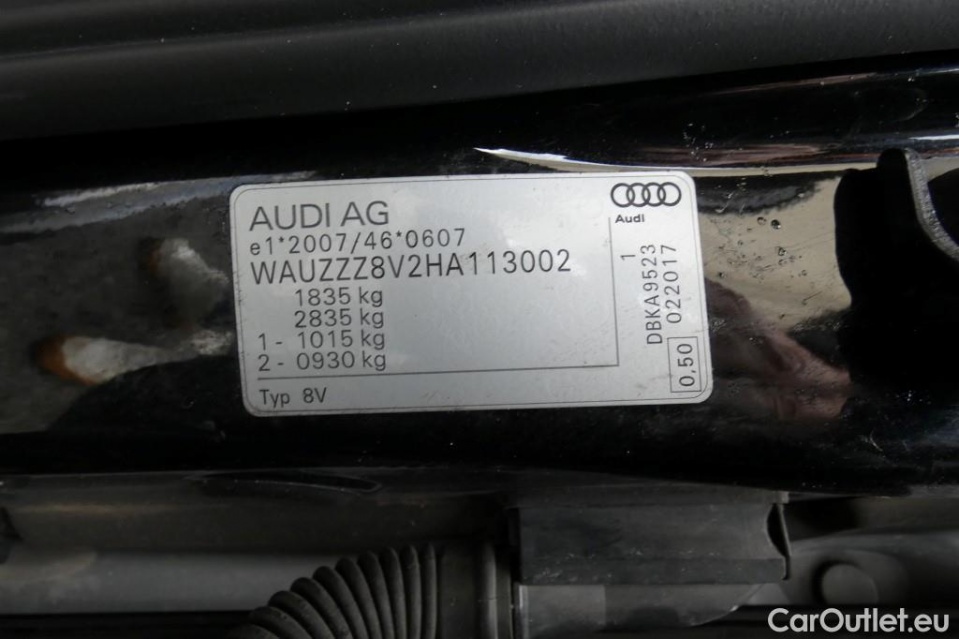 AUDI AG
e1*2007/46*0607
WAUZZZ8V2HA113002
1835 kg
2835 kg
1 - 1015 kg
2 - 0930 kg
Typ 8V
Audi
DBKA9523 1
022017
0,50
CarOutlet.eu